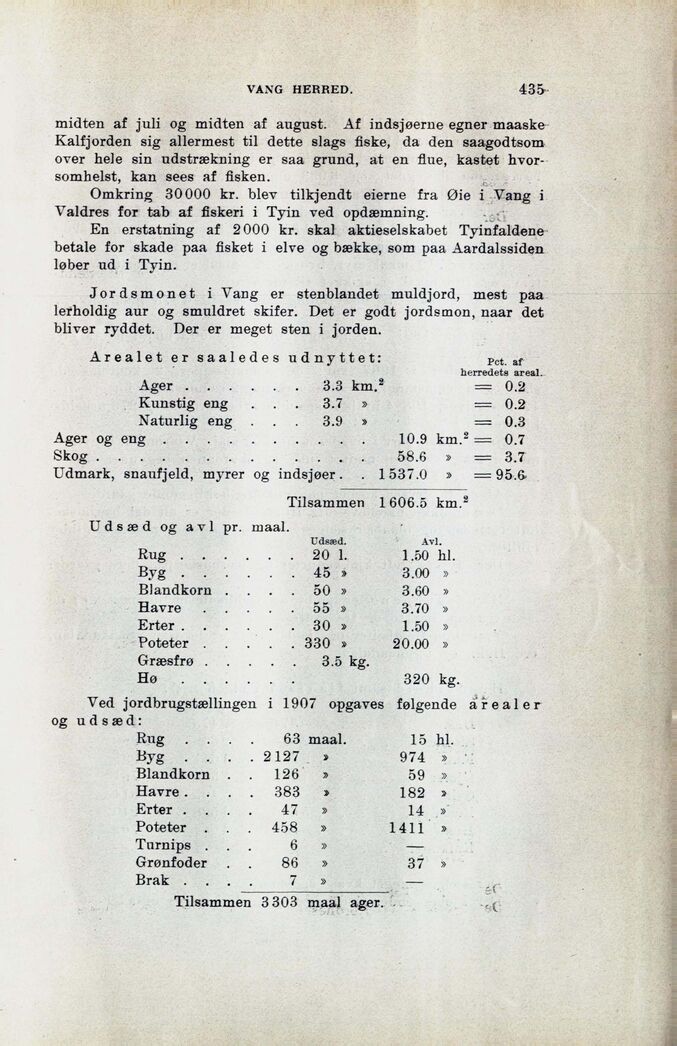 VANG HERRED. 435
midten af juli og midten af august. Af indsjøerne egner maaske
Kalfjorden sig allermest til dette slags fiske, da den saagodtsom
over hele sin udstrækning er saa grund, at en flue, kastet hvor-
somhelst, kan sees af fisken.
Omkring 30000 kr. blev tilkjendt eierne fra Øie i Vang i
Valdres for tab af fiskeri i Tyin ved opdæmning.
En erstatning af 2000 kr. skal aktieselskabet Tyinfaldene
betale for skade paa fisket i elve og bække, som paa Aardalssiden
løber ud i Tyin.
Jordsmonet i Vang er stenblandet muldjord, mest paa
lerholdig aur og smuldret skifer. Det er godt jordsmon, naar det
bliver ryddet. Der er meget sten i jorden.
Arealet er saaledes udnyttet: Pct. af
herredets areal.
Ager . . . . . . 3.3 km.² = 0.2
Kunstig eng . . . 3.7 » = 0.2
Naturlig eng . . . 3.9 » = 0.3
Ager og eng . . . . . . . . . . 10.9 km.² = 0.7
Skog . . . . . . . . . . . . . 58.6 » = 3.7
Udmark, snaufjeld, myrer og indsjøer. . 1537.0 » = 95.6
Tilsammen 1606.5 km.²
Udsæd og avl pr. maal.
Udsæd. Avl.
Rug . . . . . . 20 l. 1.50 hl.
Byg . . . . . . 45 » 3.00 »
Blandkorn . . . . 50 » 3.60 »
Havre . . . . . 55 » 3.70 »
Erter . . . . . . 30 » 1.50 »
Poteter . . . . . 330 » 20.00 »
Græsfrø . . . . . 3.5 kg.
Hø . . . . . . 320 kg.
Ved jordbrugstællingen i 1907 opgaves følgende arealer
og udsæd:
Rug . . . . 63 maal. 15 hl.
Byg . . . . 2127 » 974 »
Blandkorn . . 126 » 59 »
Havre . . . . 383 » 182 »
Erter . . . . 47 » 14 »
Poteter . . . 458 » 1411 »
Turnips . . . 6 » —
Grønfoder . . 86 » 37 »
Brak . . . . 7 » —
Tilsammen 3303 maal ager.